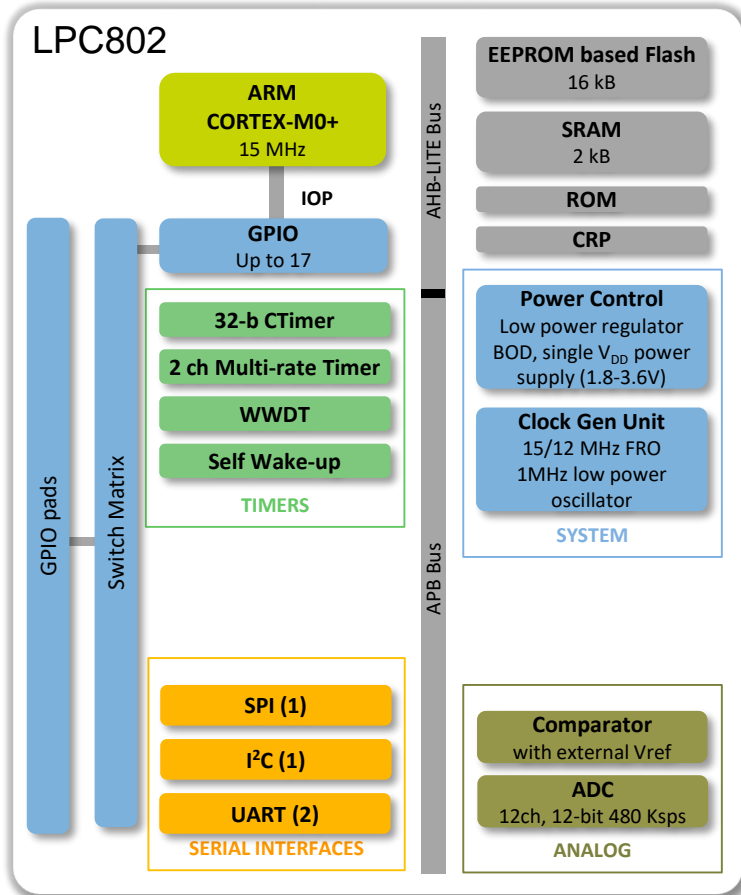 LPC802
ARM
CORTEX-M0+
15 MHz
IOP
GPIO
Up to 17
GPIO pads
Switch Matrix
32-b CTimer
2 ch Multi-rate Timer
WWDT
Self Wake-up
TIMERS
SPI (1)
I²C (1)
UART (2)
SERIAL INTERFACES
AHB-LITE Bus
APB Bus
EEPROM based Flash
16 kB
SRAM
2 kB
ROM
CRP
Power Control
Low power regulator
BOD, single VDD power
supply (1.8-3.6V)
Clock Gen Unit
15/12 MHz FRO
1MHz low power
oscillator
SYSTEM
Comparator
with external Vref
ADC
12ch, 12-bit 480 Ksps
ANALOG